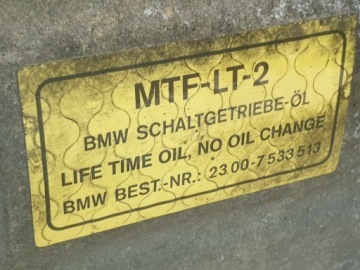 MTF-LT-2
BMW SCHALTGETRIEBE-ÖL
LIFE TIME OIL, NO OIL CHANGE
BMW BEST.-NR.: 23 00-7 533 513